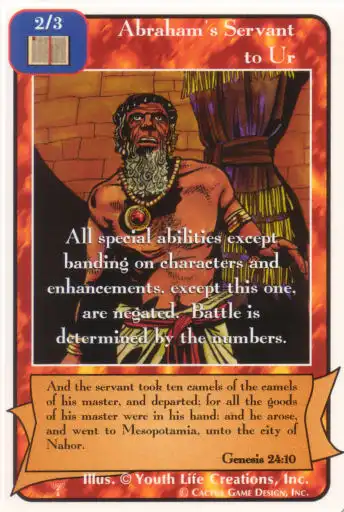 2/3
Abraham's Servant
to Ur
All special abilities except
banding on characters and
enhancements, except this one,
are negated. Battle is
determined by the numbers.
And the servant took ten camels of the camels
of his master, and departed; for all the goods
of his master were in his hand: and he arose,
and went to Mesopotamia, unto the city of
Nahor.
Genesis 24:10
Illus. © Youth Life Creations, Inc.
© Cactus Game Design, Inc.